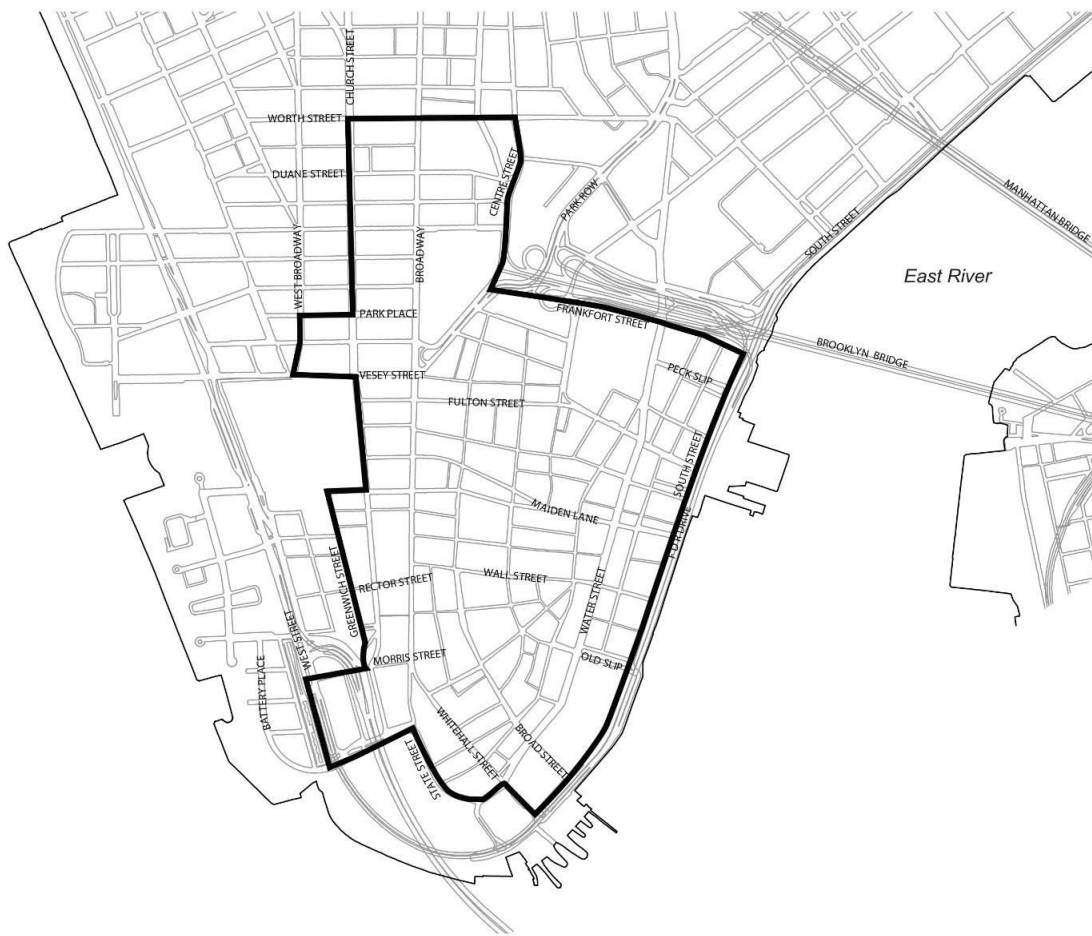 CHURCH STREET
WORTH STREET
DUANE STREET
CENTRE STREET
PARK ROW
MANHATTAN BRIDGE
SOUTH STREET
WEST BROADWAY
BROADWAY
East River
PARK PLACE
FRANKFORT STREET
BROOKLYN BRIDGE
VESEY STREET
PECK SLIP
FULTON STREET
SOUTH STREET
MAIDEN LANE
F D R DRIVE
GREENWICH STREET
RECTOR STREET
WALL STREET
WATER STREET
WEST STREET
MORRIS STREET
OLD SLIP
BATTERY PLACE
WHITEHALL STREET
BROAD STREET
STATE STREET